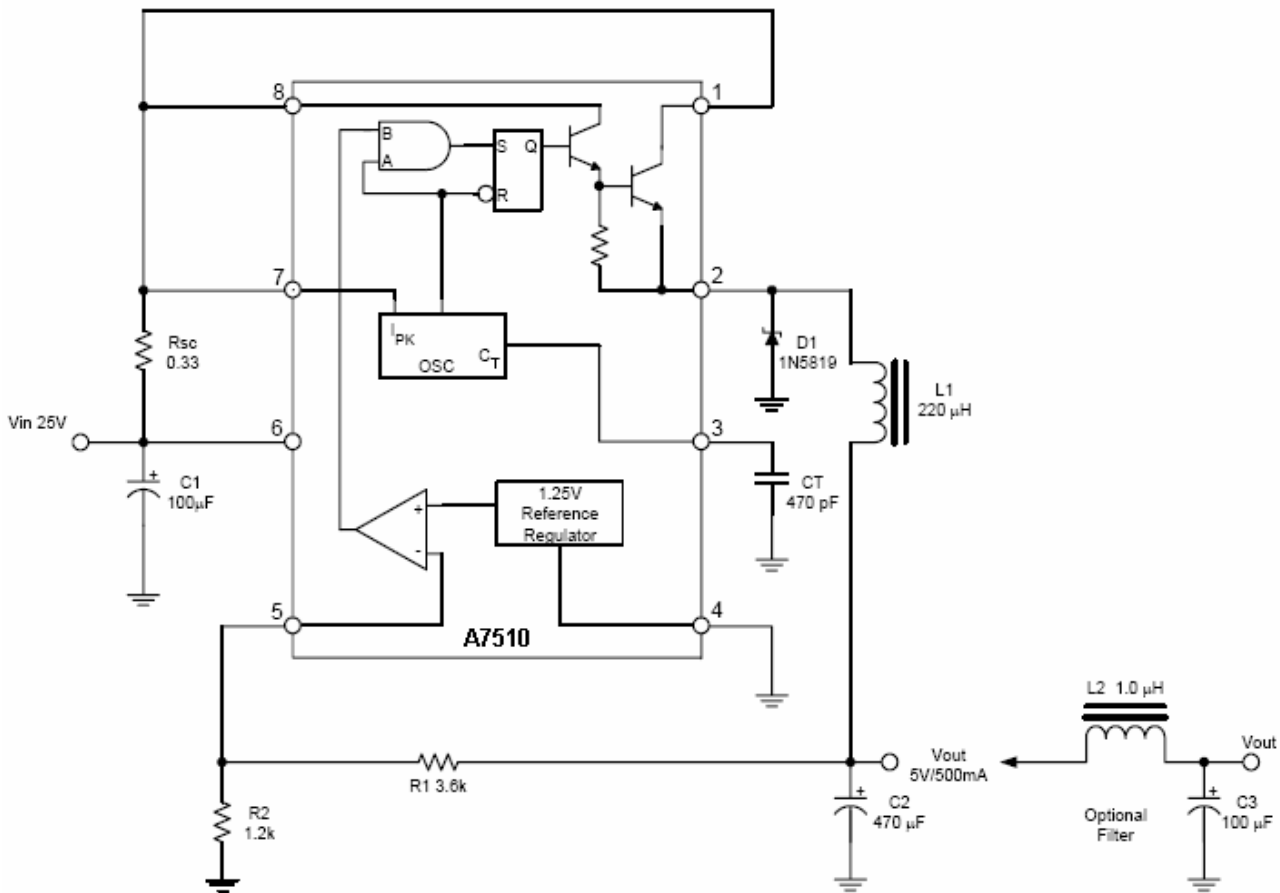 8
1
B
A
S Q
R
7
2
I PK
OSC
C T
Rsc
0.33
D1
1N5819
L1
220 μH
Vin 25V
6
3
C1
100μF
+
CT
470 pF
1.25V
Reference
Regulator
+
-
5
4
A7510
L2 1.0 μH
R1 3.6k
Vout
5V/500mA
Vout
R2
1.2k
+
C2
470 μF
Optional
Filter
+
C3
100 μF